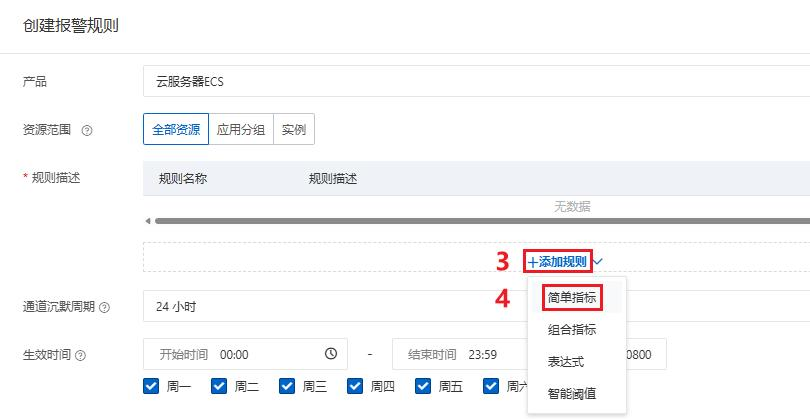 创建报警规则
产品 云服务器ECS
资源范围 全部资源 应用分组 实例
* 规则描述 规则名称 规则描述
无数据
3 +添加规则
4 简单指标
通道沉默周期 24 小时
组合指标
生效时间 开始时间 00:00 - 结束时间 23:59 0800
表达式
周一 周二 周三 周四 周五 周六
智能阈值